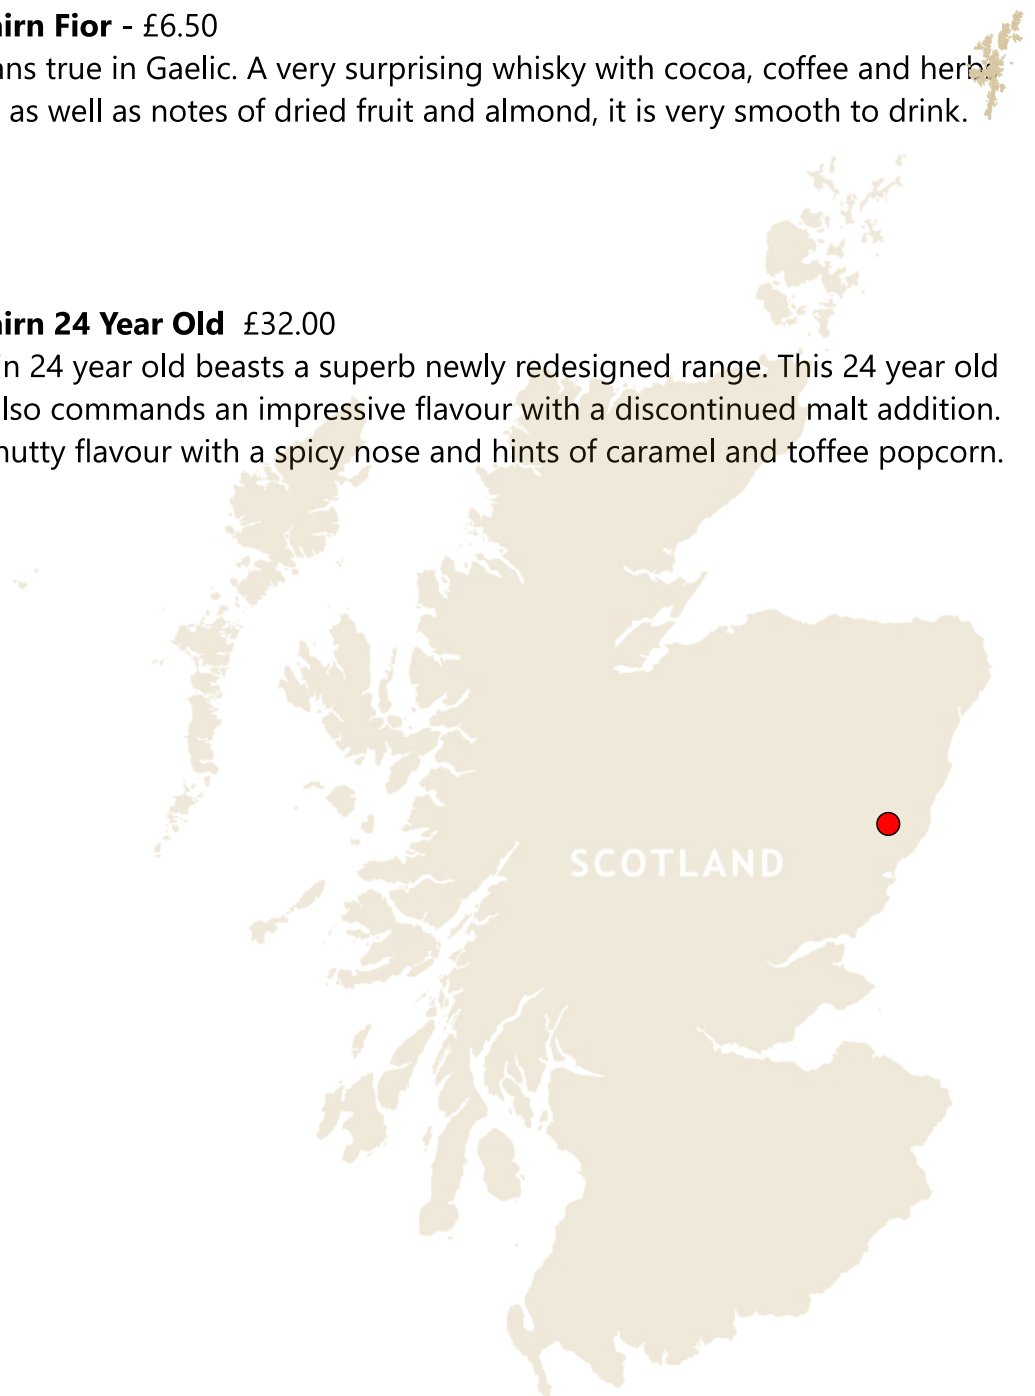 irn Fior - £6.50
ns true in Gaelic. A very surprising whisky with cocoa, coffee and herbs
as well as notes of dried fruit and almond, it is very smooth to drink.
irn 24 Year Old £32.00
in 24 year old beasts a superb newly redesigned range. This 24 year old
lso commands an impressive flavour with a discontinued malt addition.
nutty flavour with a spicy nose and hints of caramel and toffee popcorn.
SCOTLAND